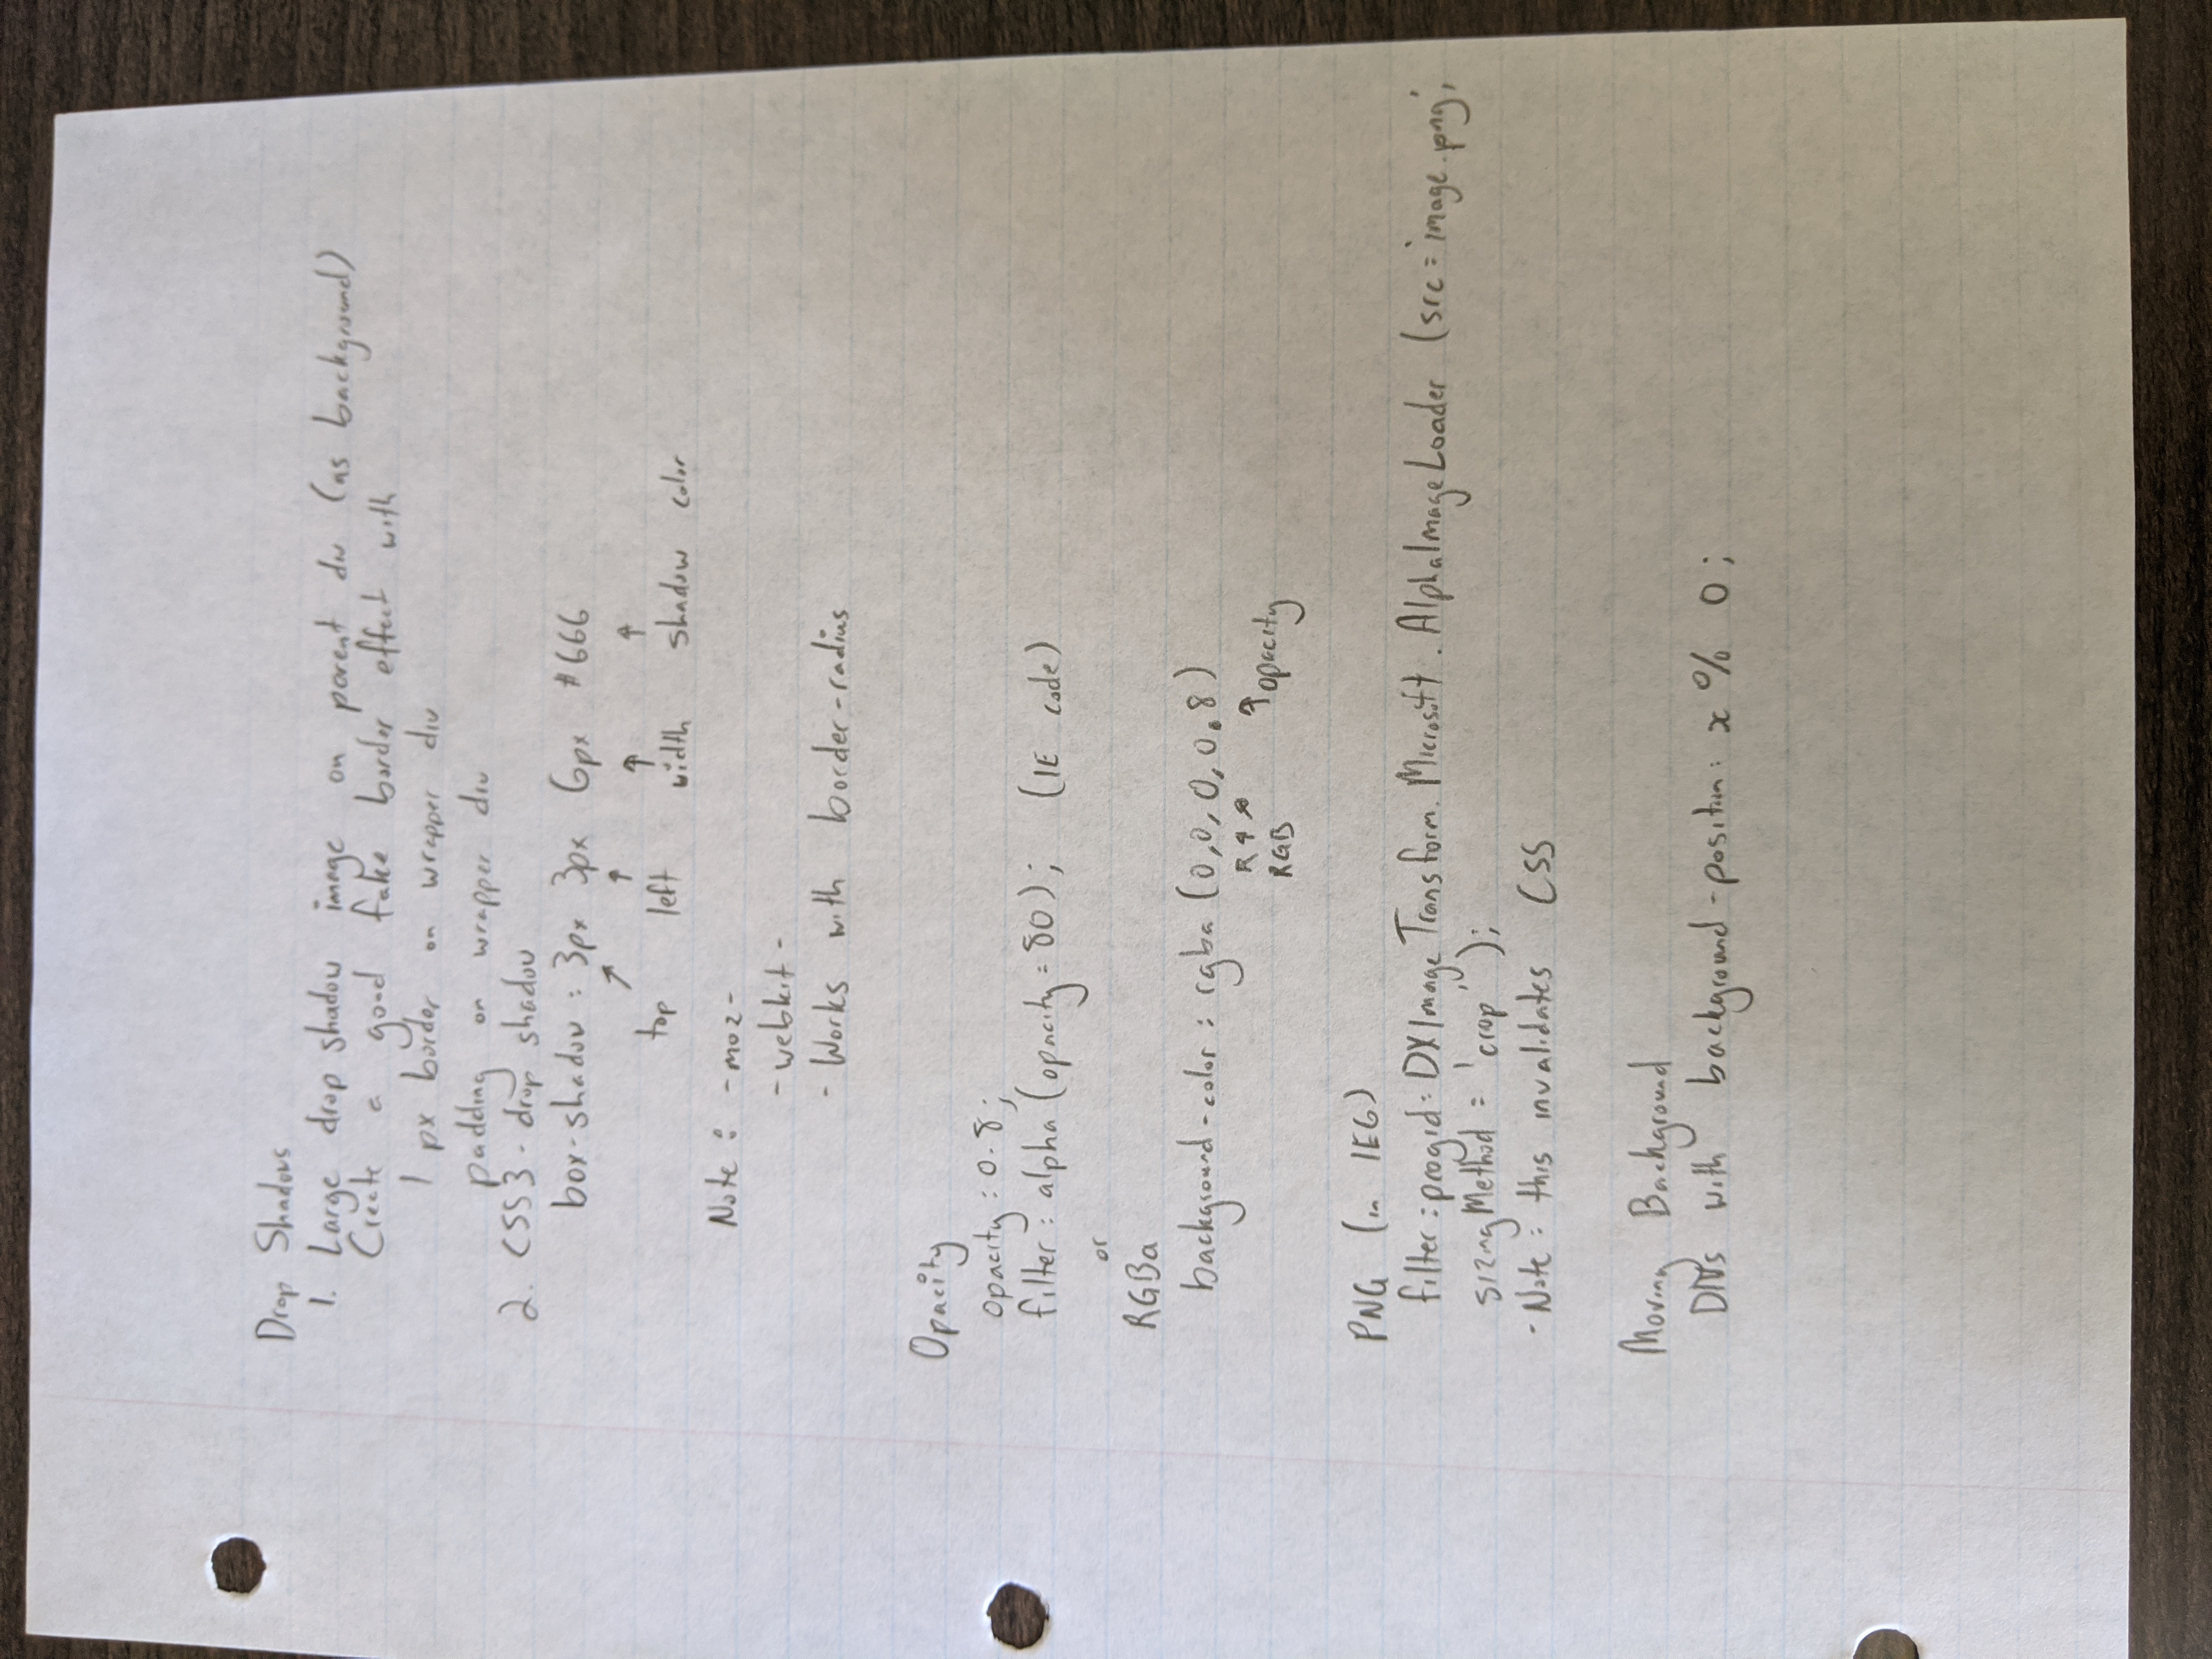 Drop Shadows
1. Large drop shadow image on parent div (as background)
Create a good fake border effect with
1 px border on wrapper div
padding on wrapper div
2. CSS3 - drop shadow
box-shadow : 3px 3px 6px #666
top left width shadow color
Note : -moz-
-webkit-
- Works with border-radius
Opacity
opacity : 0.8;
filter : alpha (opacity = 80); (IE code)
or
RGBa
background-color : rgba (0,0,0,0.8)
RGB opacity
PNG (in IE6)
filter : progid : DXImageTransform.Microsoft.AlphaImageLoader (src = 'image.png',
sizingMethod = 'crop' );
- Note : this invalidates CSS
Moving Background
DIVs with background-position: x% 0;